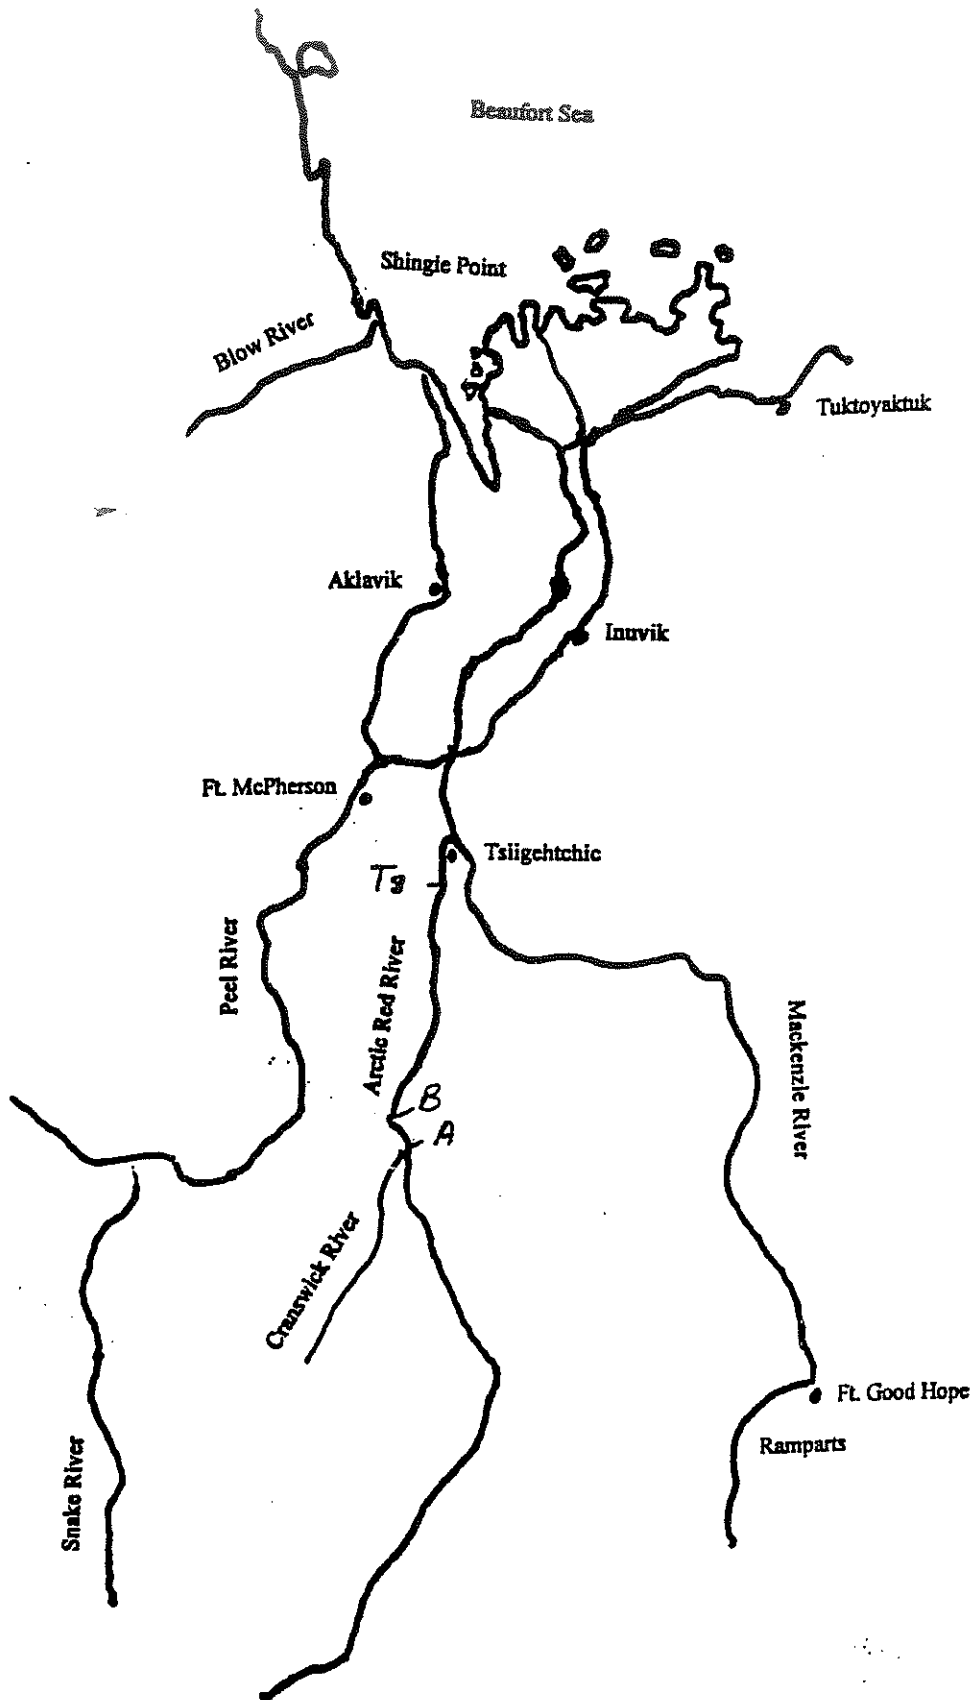 Beaufort Sea
Shingle Point
Blow River
Tuktoyaktuk
Aklavik
Inuvik
Ft. McPherson
Tsiigehtchic
Peel River
Arctic Red River
Mackenzie River
B
A
Cranswick River
Ft. Good Hope
Ramparts
Snake River